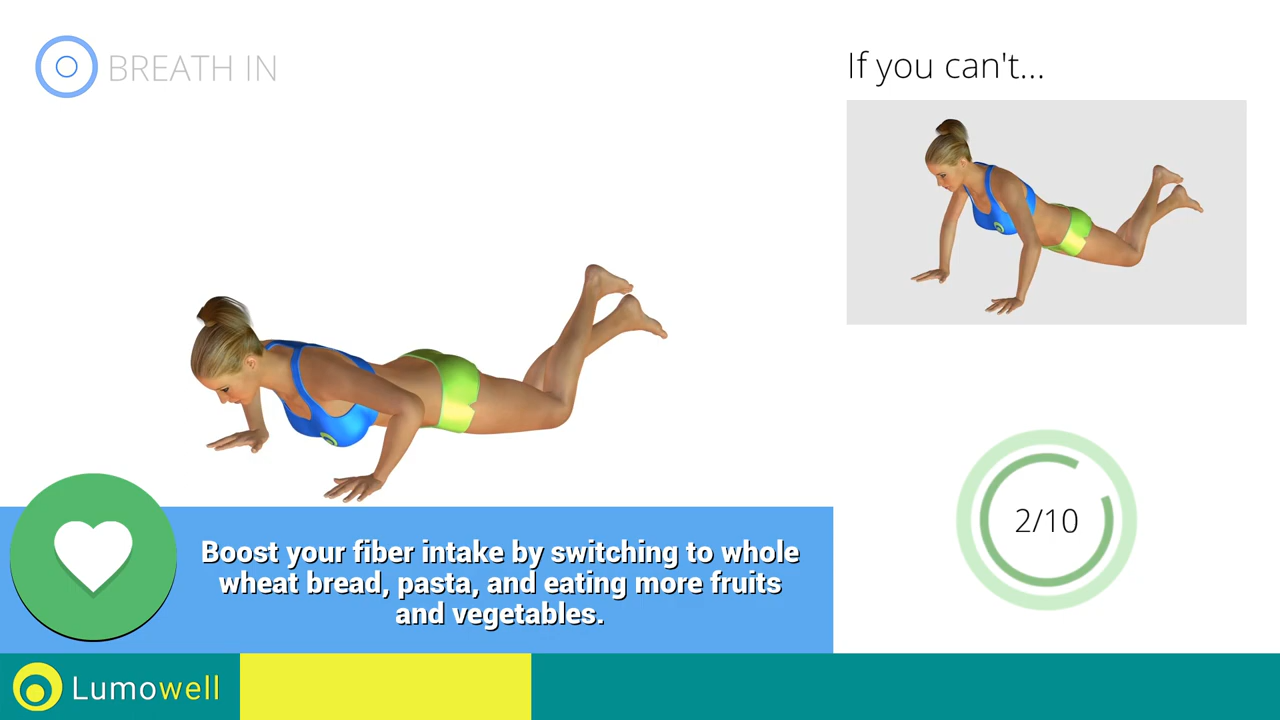 BREATH IN
If you can't...
2/10
Boost your fiber intake by switching to whole
wheat bread, pasta, and eating more fruits
and vegetables.
Lumowell